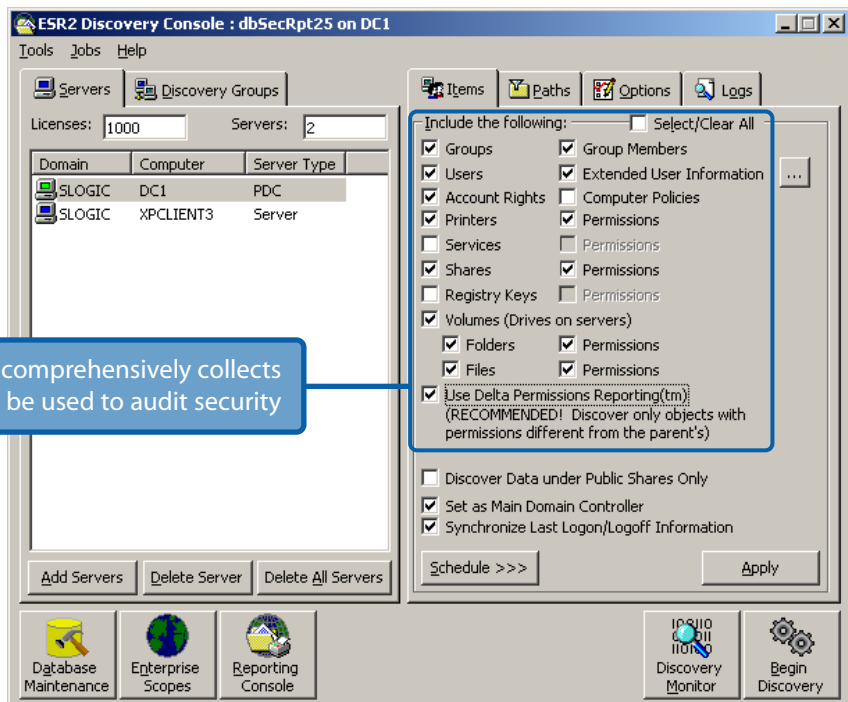 ESR2 Discovery Console : dbSecRpt25 on DC1
Tools Jobs Help
Servers Discovery Groups
Licenses: 1000 Servers: 2
Domain Computer Server Type
SLOGIC DC1 PDC
SLOGIC XPCLIENT3 Server
comprehensively collects
be used to audit security
Add Servers Delete Server Delete All Servers
Items Paths Options Logs
Include the following: Select/Clear All
Groups Group Members
Users Extended User Information ...
Account Rights Computer Policies
Printers Permissions
Services Permissions
Shares Permissions
Registry Keys Permissions
Volumes (Drives on servers)
Folders Permissions
Files Permissions
Use Delta Permissions Reporting(tm)
(RECOMMENDED! Discover only objects with
permissions different from the parent's)
Discover Data under Public Shares Only
Set as Main Domain Controller
Synchronize Last Logon/Logoff Information
Schedule >>> Apply
Database
Maintenance
Enterprise
Scopes
Reporting
Console
Discovery
Monitor
Begin
Discovery